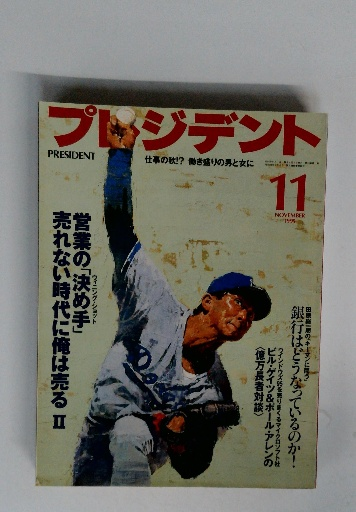 プレジデント
PRESIDENT
仕事の秋!? 働き盛りの男と女に
11
NOVEMBER
1995
営業の「決め手」
ウイニング・ショット
売れない時代に俺は売るⅡ
銀行はどうなっているのか!
ビル・ゲイツ&ポール・アレンの
〈億万長者対談〉